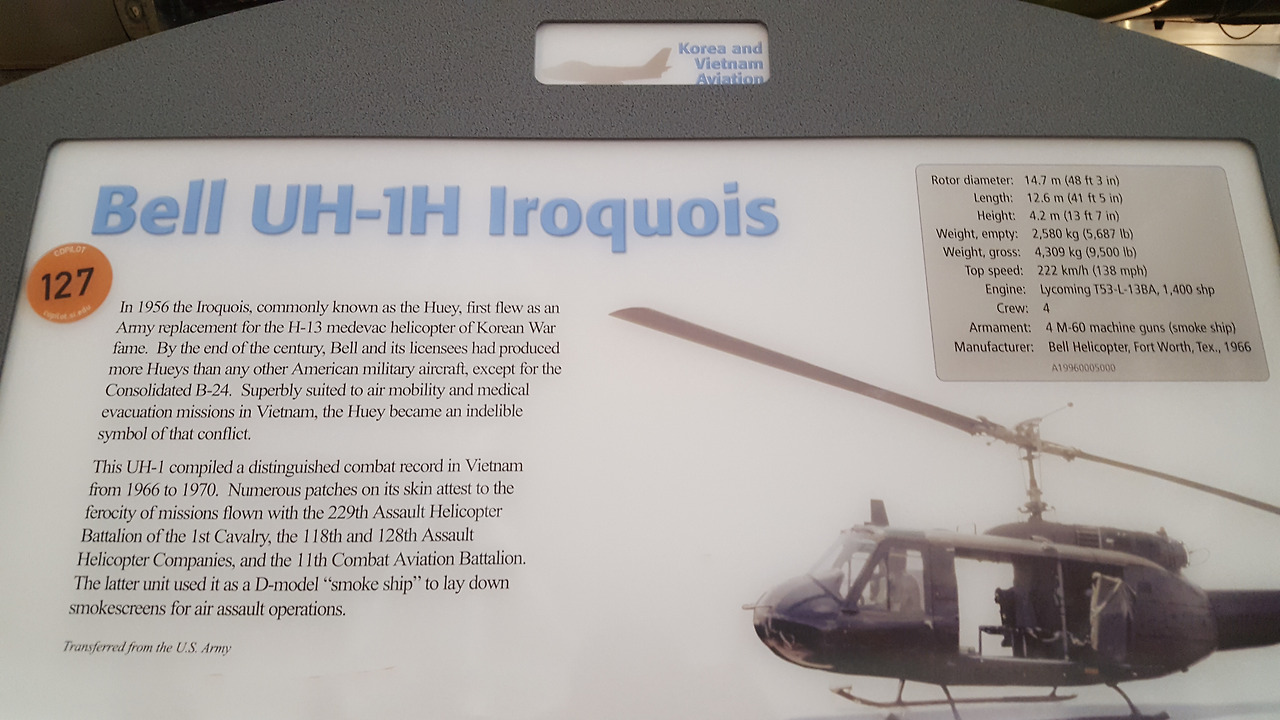 Korea and
Vietnam
Aviation
Bell UH-1H Iroquois
COPILOT
127
copilot.si.edu
In 1956 the Iroquois, commonly known as the Huey, first flew as an
Army replacement for the H-13 medevac helicopter of Korean War
fame. By the end of the century, Bell and its licensees had produced
more Hueys than any other American military aircraft, except for the
Consolidated B-24. Superbly suited to air mobility and medical
evacuation missions in Vietnam, the Huey became an indelible
symbol of that conflict.
This UH-1 compiled a distinguished combat record in Vietnam
from 1966 to 1970. Numerous patches on its skin attest to the
ferocity of missions flown with the 229th Assault Helicopter
Battalion of the 1st Cavalry, the 118th and 128th Assault
Helicopter Companies, and the 11th Combat Aviation Battalion.
The latter unit used it as a D-model “smoke ship” to lay down
smokescreens for air assault operations.
Transferred from the U.S. Army
Rotor diameter: 14.7 m (48 ft 3 in)
Length: 12.6 m (41 ft 5 in)
Height: 4.2 m (13 ft 7 in)
Weight, empty: 2,580 kg (5,687 lb)
Weight, gross: 4,309 kg (9,500 lb)
Top speed: 222 km/h (138 mph)
Engine: Lycoming T53-L-13BA, 1,400 shp
Crew: 4
Armament: 4 M-60 machine guns (smoke ship)
Manufacturer: Bell Helicopter, Fort Worth, Tex., 1966
A19960005000